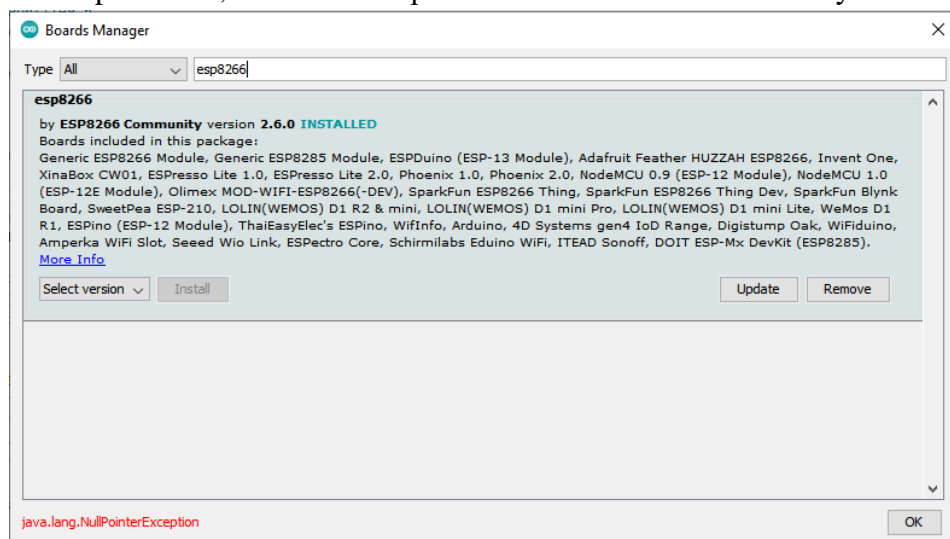 Boards Manager
Type All esp8266
esp8266
by ESP8266 Community version 2.6.0 INSTALLED
Boards included in this package:
Generic ESP8266 Module, Generic ESP8285 Module, ESPDuino (ESP-13 Module), Adafruit Feather HUZZAH ESP8266, Invent One,
XinaBox CW01, ESPresso Lite 1.0, ESPresso Lite 2.0, Phoenix 1.0, Phoenix 2.0, NodeMCU 0.9 (ESP-12 Module), NodeMCU 1.0
(ESP-12E Module), Olimex MOD-WIFI-ESP8266(-DEV), SparkFun ESP8266 Thing, SparkFun ESP8266 Thing Dev, SparkFun Blynk
Board, SweetPea ESP-210, LOLIN(WEMOS) D1 R2 & mini, LOLIN(WEMOS) D1 mini Pro, LOLIN(WEMOS) D1 mini Lite, WeMos D1
R1, ESPino (ESP-12 Module), ThaiEasyElec's ESPino, WifInfo, Arduino, 4D Systems gen4 IoD Range, Digistump Oak, WiFiduino,
Amperka WiFi Slot, Seeed Wio Link, ESPectro Core, Schirmilabs Eduino WiFi, ITEAD Sonoff, DOIT ESP-Mx DevKit (ESP8285).
More Info
Select version Install Update Remove
java.lang.NullPointerException OK